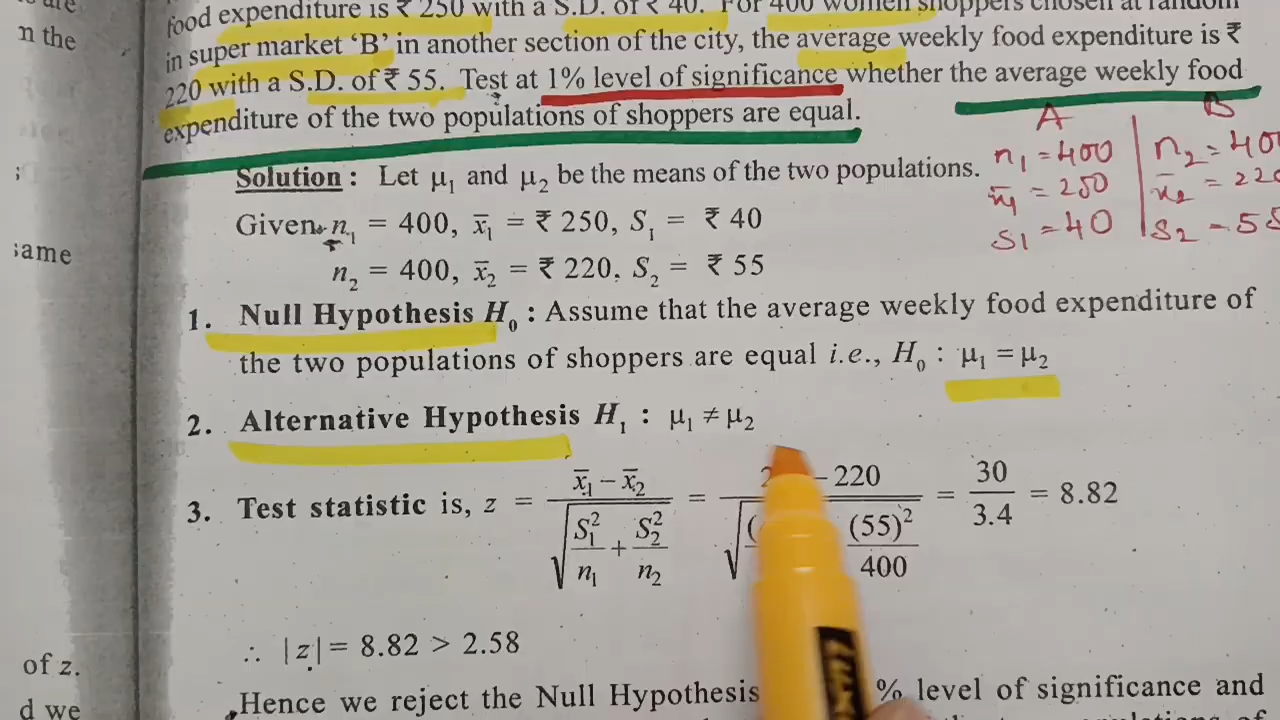 n the
food expenditure is ₹ 250 with a S.D. of ₹ 40. For 400 women shoppers chosen at random
in super market ‘B’ in another section of the city, the average weekly food expenditure is ₹
220 with a S.D. of ₹ 55. Test at 1% level of significance whether the average weekly food
expenditure of the two populations of shoppers are equal.
A
B
n₁ = 400
x̄₁ = 250
S₁ = 40
n₂ = 400
x̄₂ = 220
S₂ = 55
Solution : Let μ₁ and μ₂ be the means of the two populations.
Given n₁ = 400, x̄₁ = ₹ 250, S₁ = ₹ 40
n₂ = 400, x̄₂ = ₹ 220, S₂ = ₹ 55
;
same
1. Null Hypothesis H₀ : Assume that the average weekly food expenditure of
the two populations of shoppers are equal i.e., H₀ : μ₁ = μ₂
2. Alternative Hypothesis H₁ : μ₁ ≠ μ₂
3. Test statistic is, z = (x̄₁ − x̄₂) / √(S₁²/n₁ + S₂²/n₂) = − 220 / √( (55)²/400) = 30/3.4 = 8.82
∴ |z| = 8.82 > 2.58
of z.
d we
Hence we reject the Null Hypothesis % level of significance and